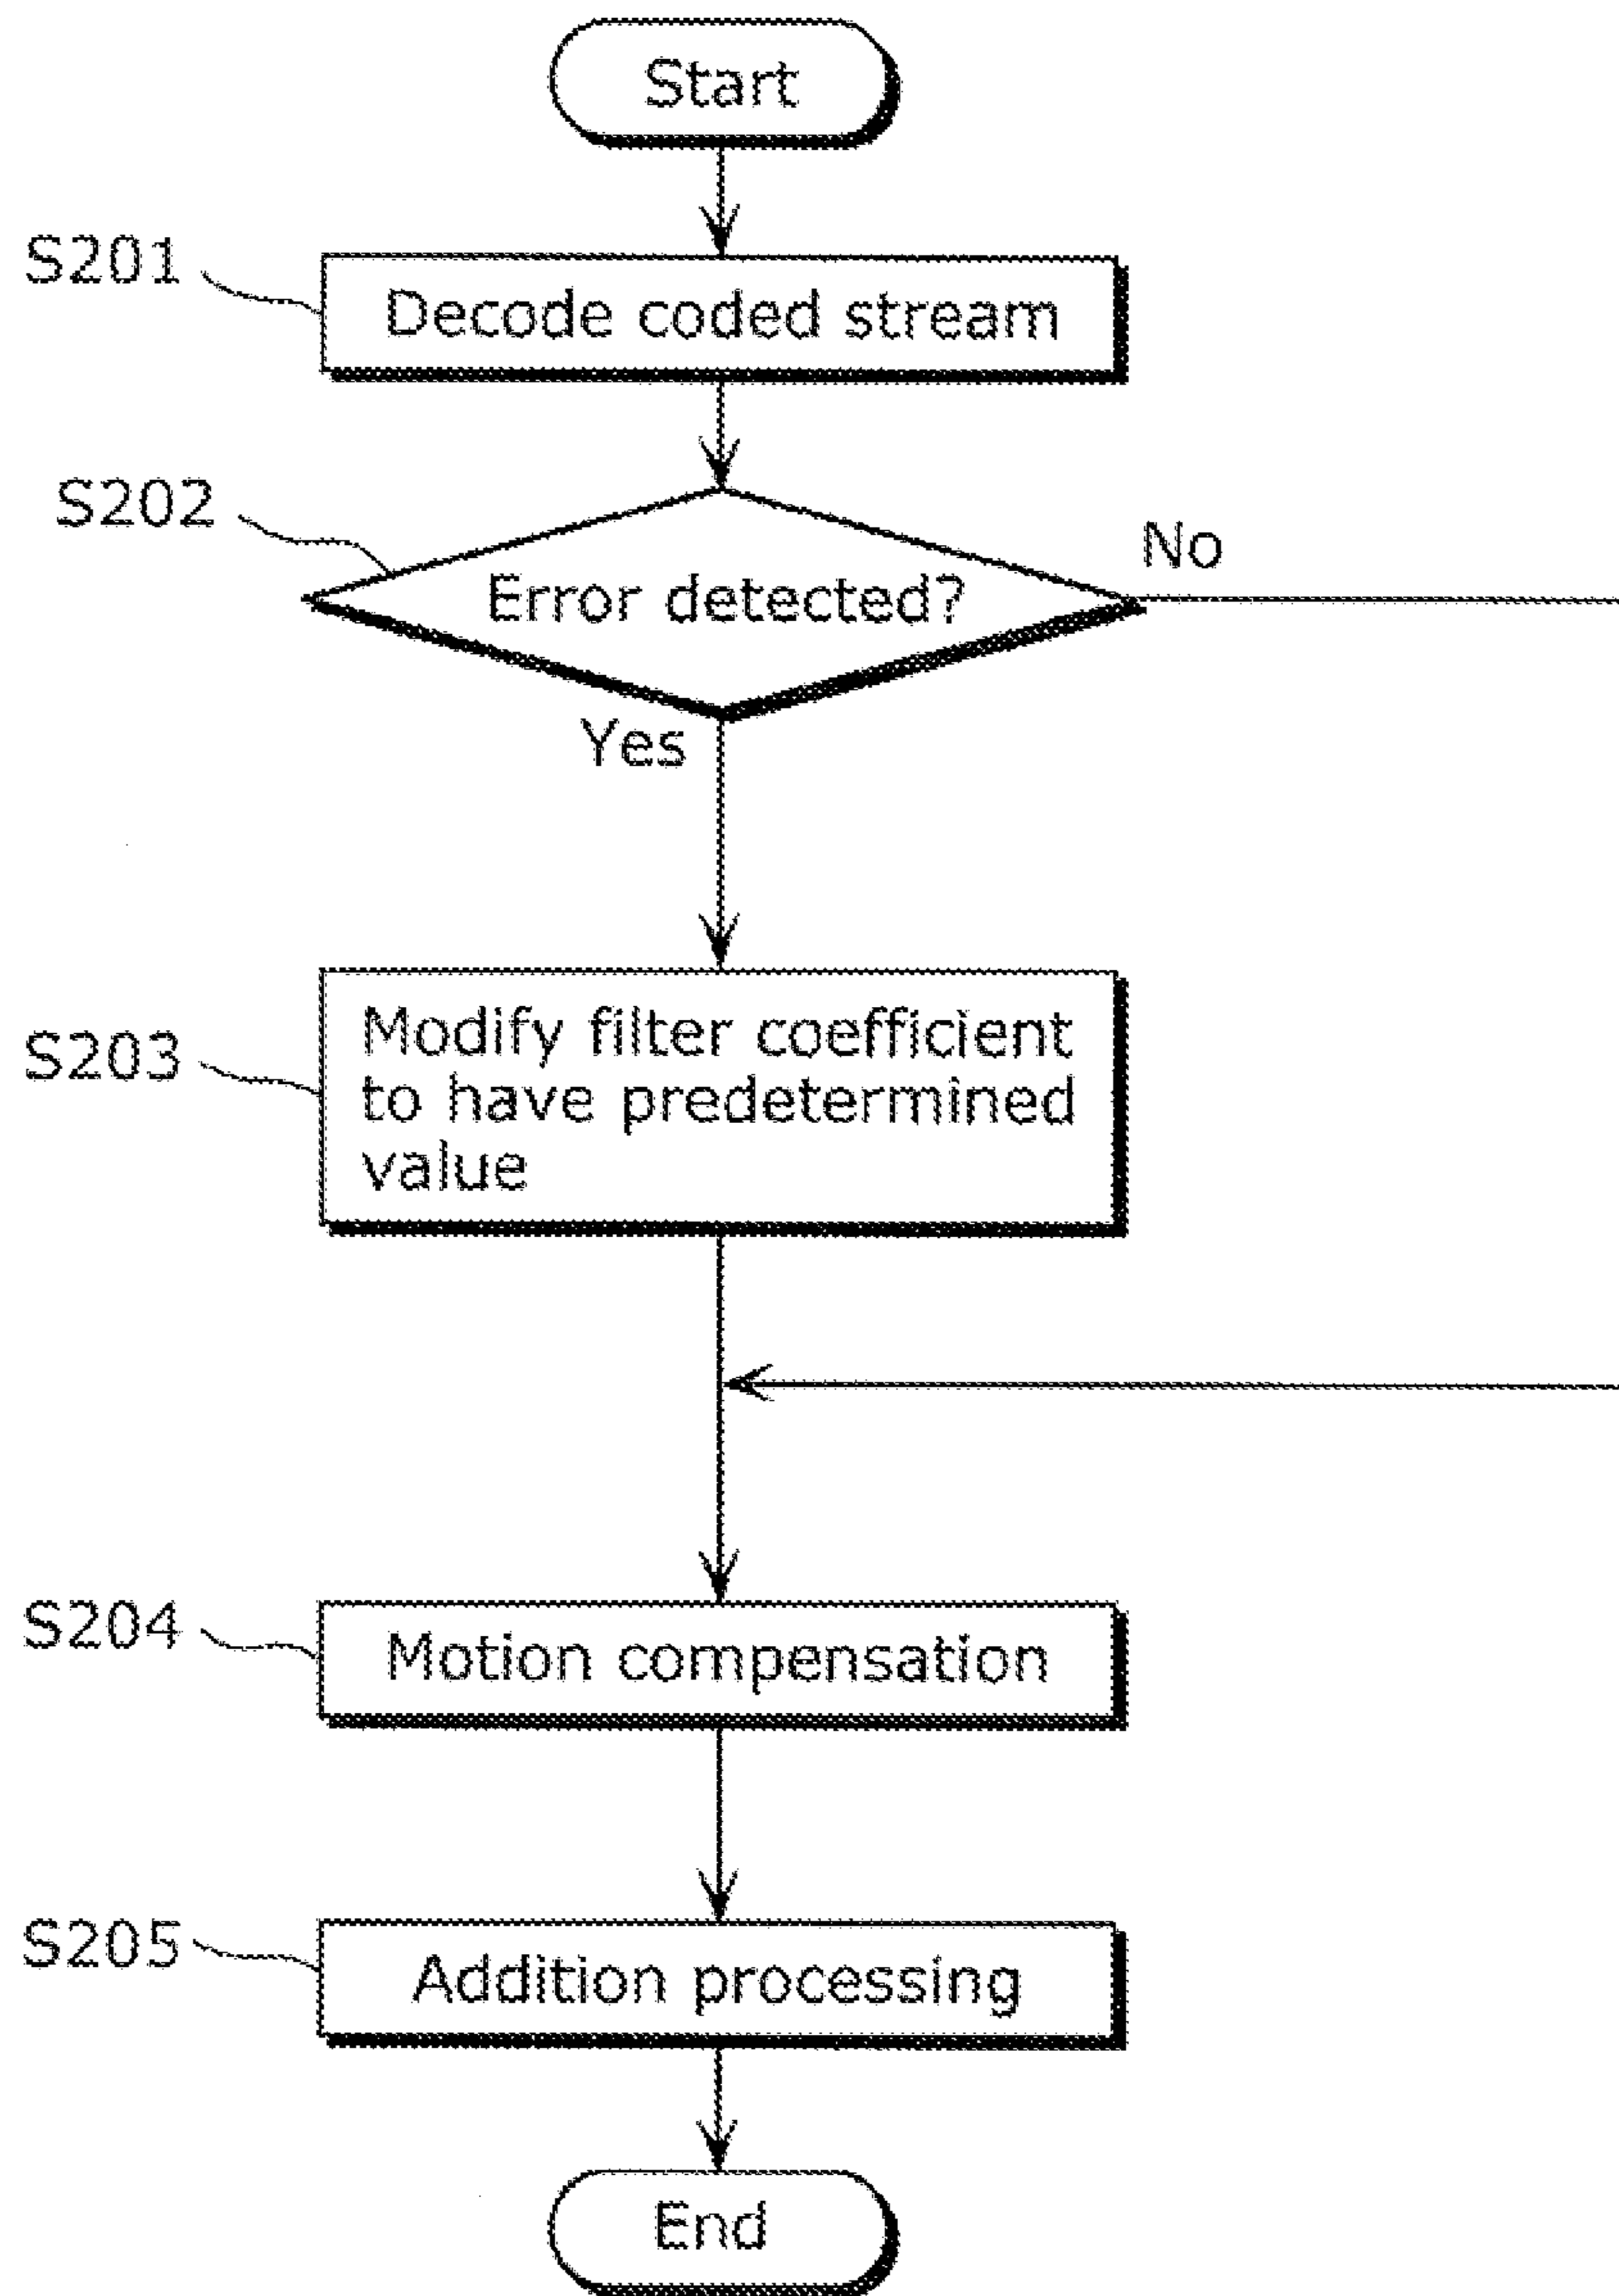 Start
S201
Decode coded stream
S202
Error detected?
No
Yes
S203
Modify filter coefficient
to have predetermined
value
S204
Motion compensation
S205
Addition processing
End